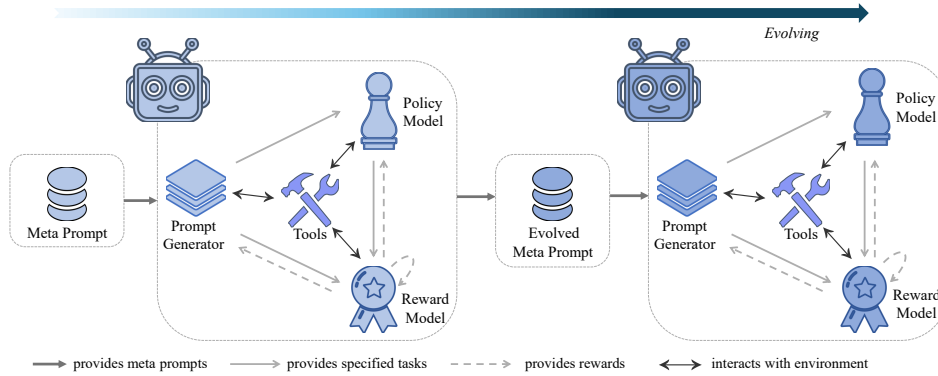 Evolving
Policy
Model
Meta Prompt
Prompt
Generator
Tools
Reward
Model
Evolved
Meta Prompt
Policy
Model
Prompt
Generator
Tools
Reward
Model
provides meta prompts
provides specified tasks
provides rewards
interacts with environment